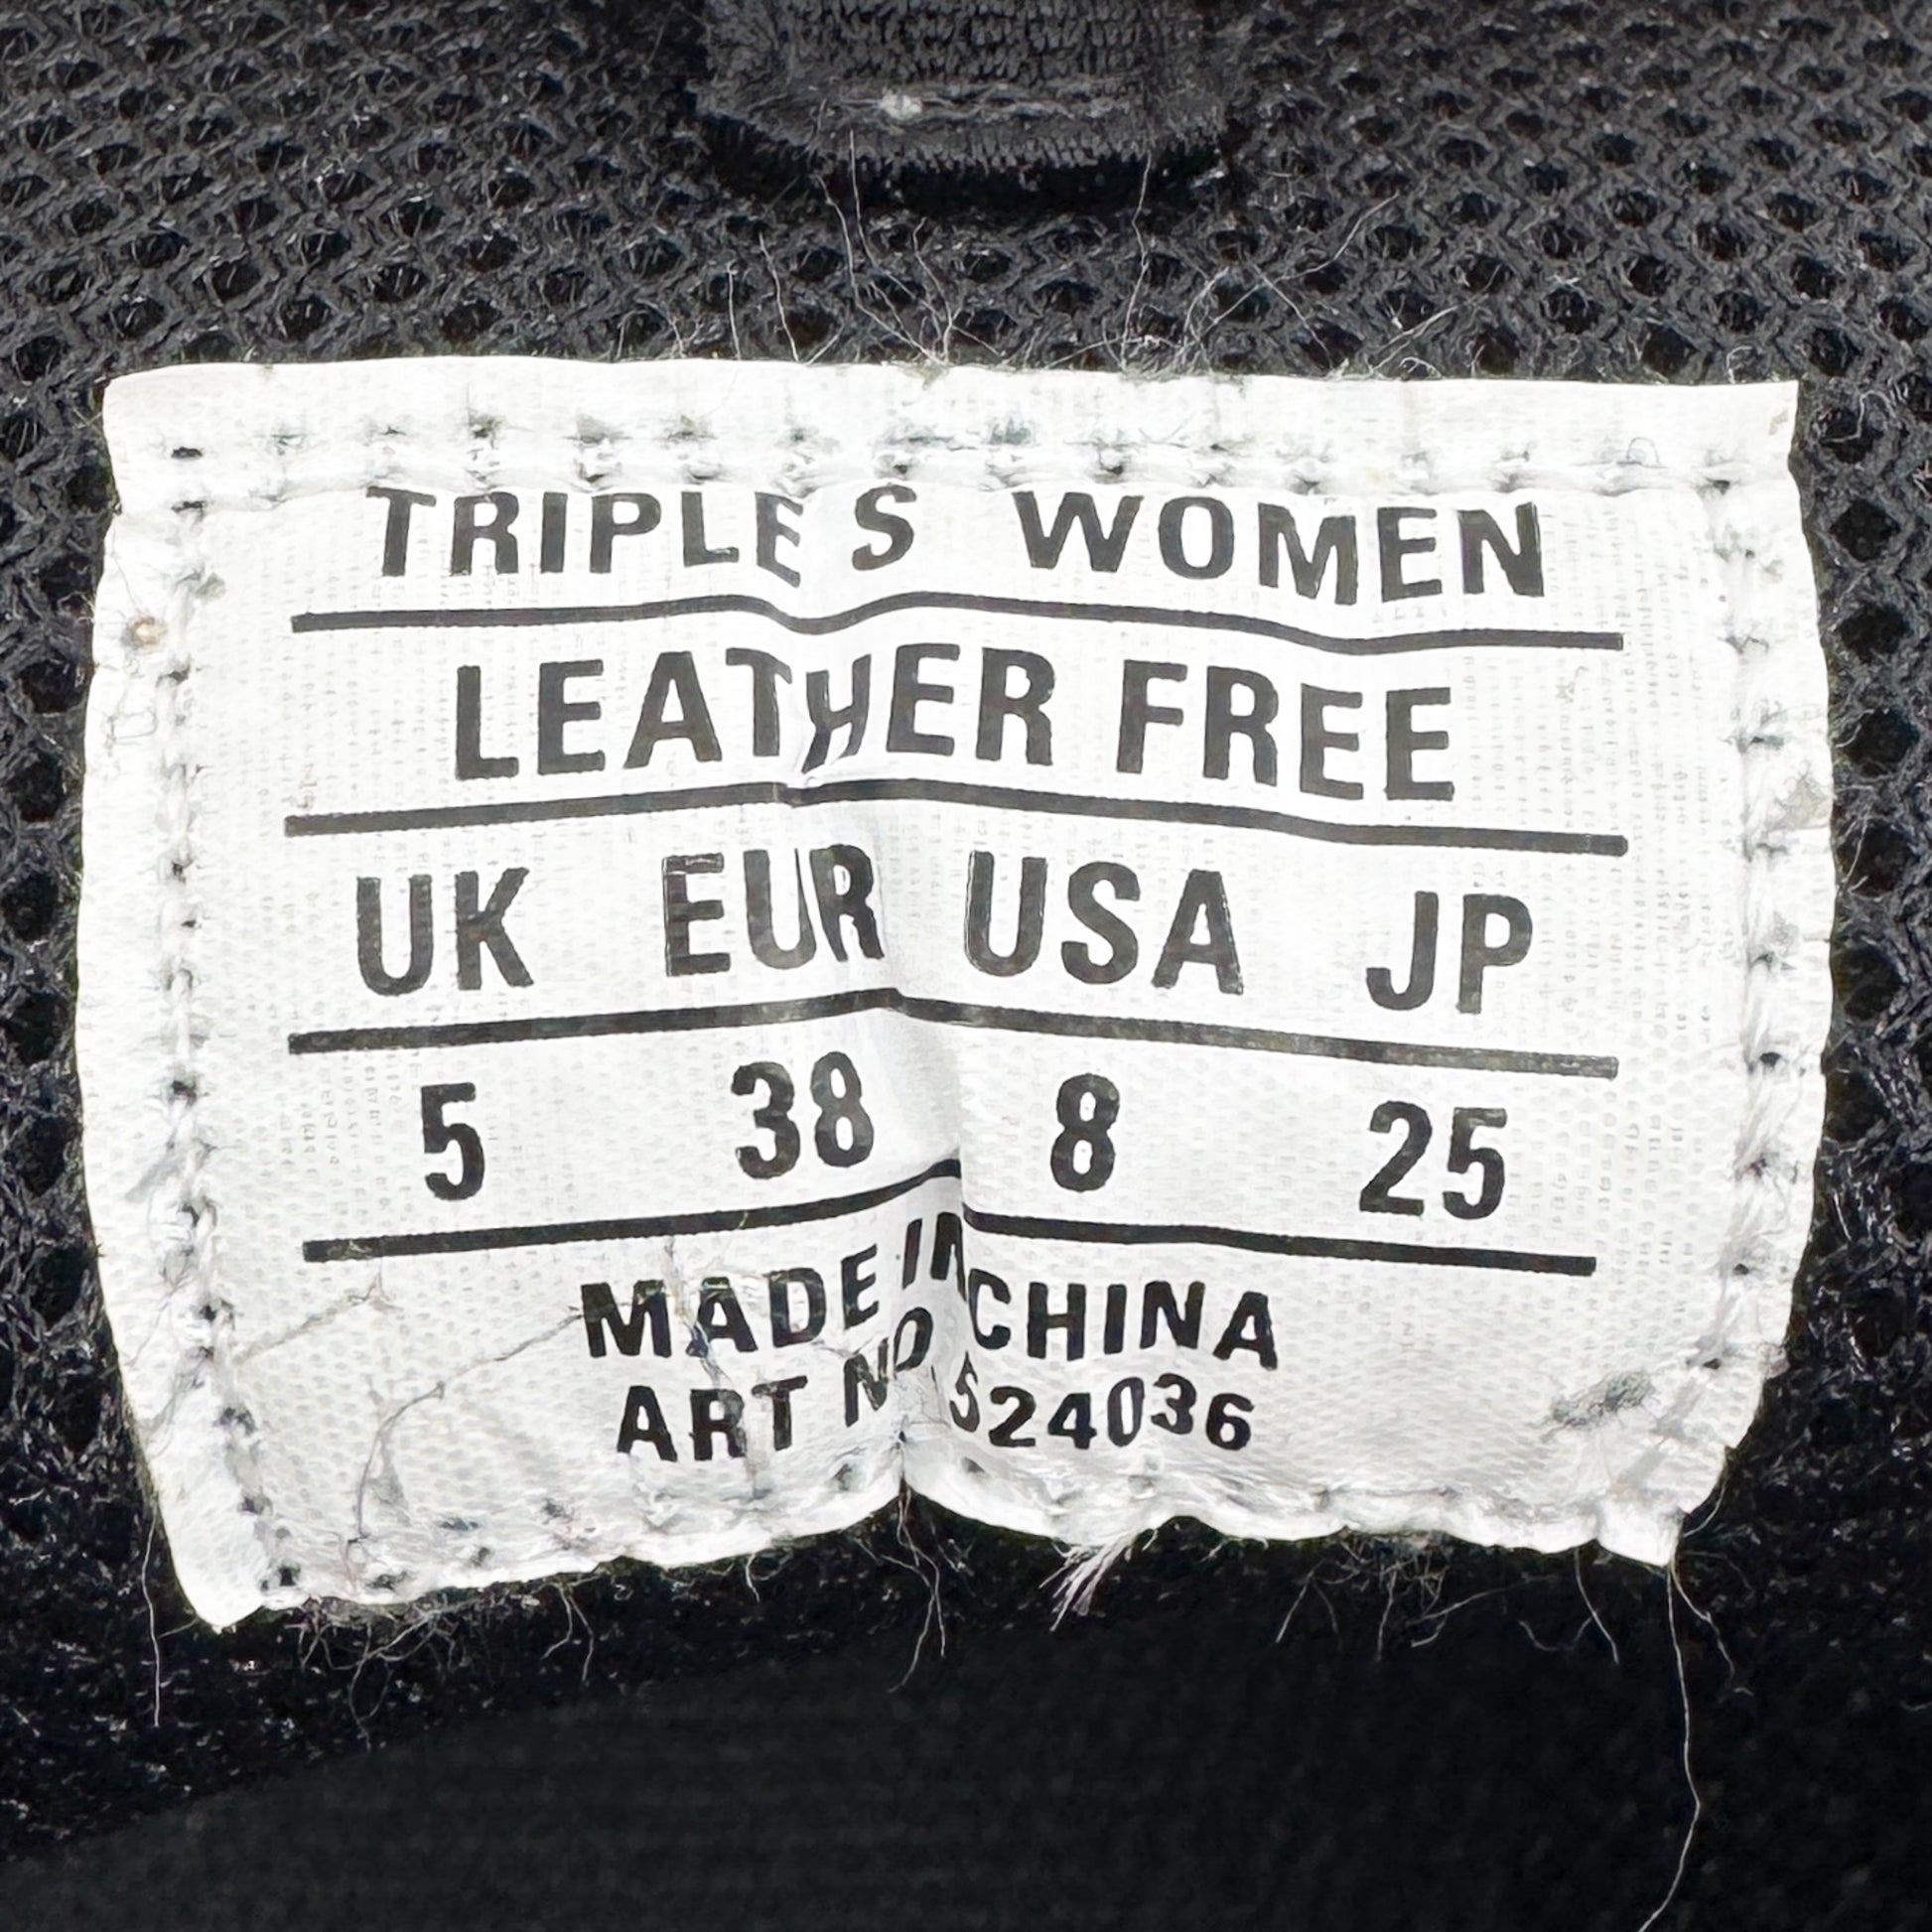 TRIPLE S WOMEN
LEATHER FREE
UK EUR USA JP
5 38 8 25
MADE IN CHINA
ART NO 524036